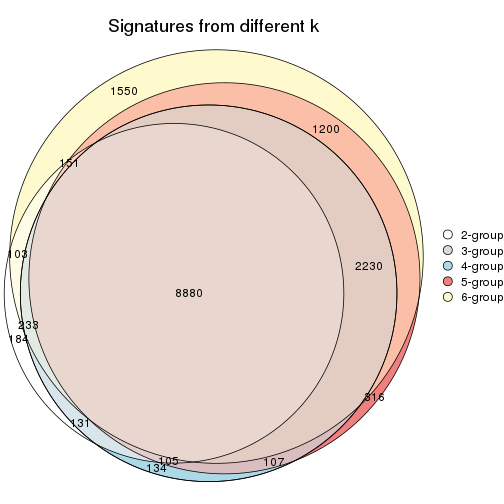 Signatures from different k
1550
1200
151
103
2230
8880
233
184
316
131
105
107
134
2-group
3-group
4-group
5-group
6-group